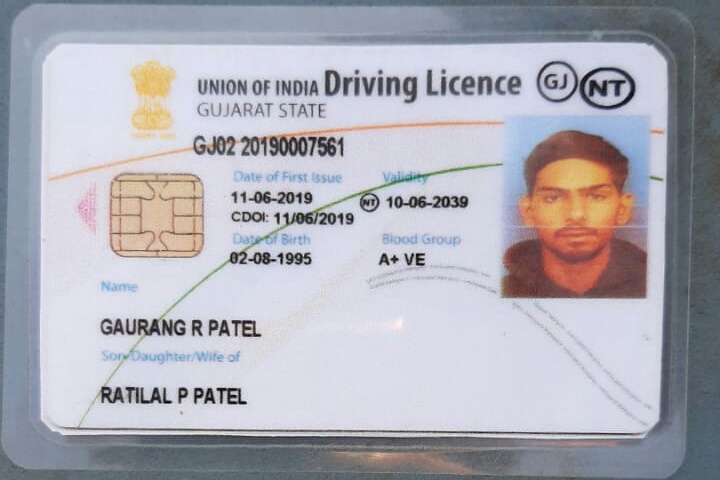 UNION OF INDIA Driving Licence GJ NT
GUJARAT STATE
GJ02 20190007561
Date of First Issue Validity
11-06-2019 NT 10-06-2039
CDOI: 11/06/2019
Date of Birth Blood Group
02-08-1995 A+ VE
Name
GAURANG R PATEL
Son/Daughter/Wife of
RATILAL P PATEL